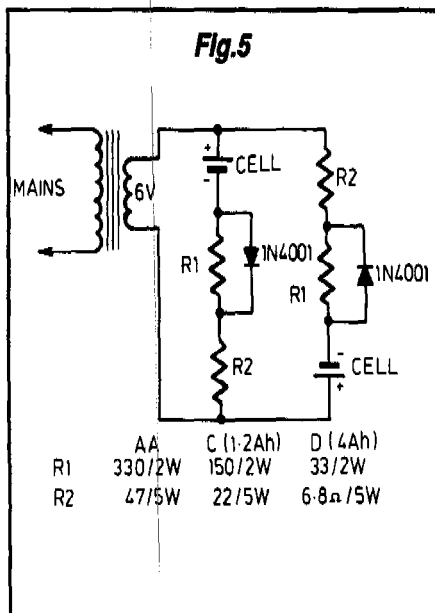 Fig.5
MAINS
6V
+
-
CELL
R1
1N4001
R2
R2
R1
1N4001
-
CELL
+
AA C (1·2Ah) D (4Ah)
R1 330/2W 150/2W 33/2W
R2 47/5W 22/5W 6·8Ω/5W